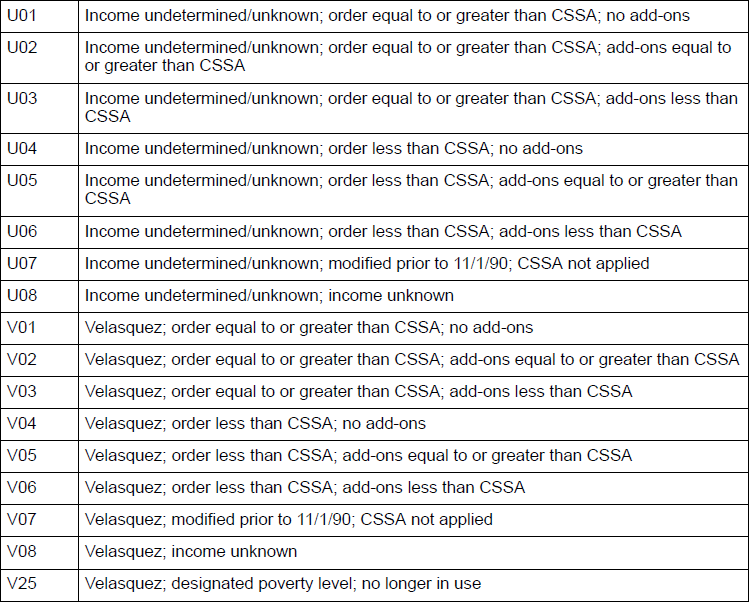 U01 Income undetermined/unknown; order equal to or greater than CSSA; no add-ons
U02 Income undetermined/unknown; order equal to or greater than CSSA; add-ons equal to
or greater than CSSA
U03 Income undetermined/unknown; order equal to or greater than CSSA; add-ons less than
CSSA
U04 Income undetermined/unknown; order less than CSSA; no add-ons
U05 Income undetermined/unknown; order less than CSSA; add-ons equal to or greater than
CSSA
U06 Income undetermined/unknown; order less than CSSA; add-ons less than CSSA
U07 Income undetermined/unknown; modified prior to 11/1/90; CSSA not applied
U08 Income undetermined/unknown; income unknown
V01 Velasquez; order equal to or greater than CSSA; no add-ons
V02 Velasquez; order equal to or greater than CSSA; add-ons equal to or greater than CSSA
V03 Velasquez; order equal to or greater than CSSA; add-ons less than CSSA
V04 Velasquez; order less than CSSA; no add-ons
V05 Velasquez; order less than CSSA; add-ons equal to or greater than CSSA
V06 Velasquez; order less than CSSA; add-ons less than CSSA
V07 Velasquez; modified prior to 11/1/90; CSSA not applied
V08 Velasquez; income unknown
V25 Velasquez; designated poverty level; no longer in use